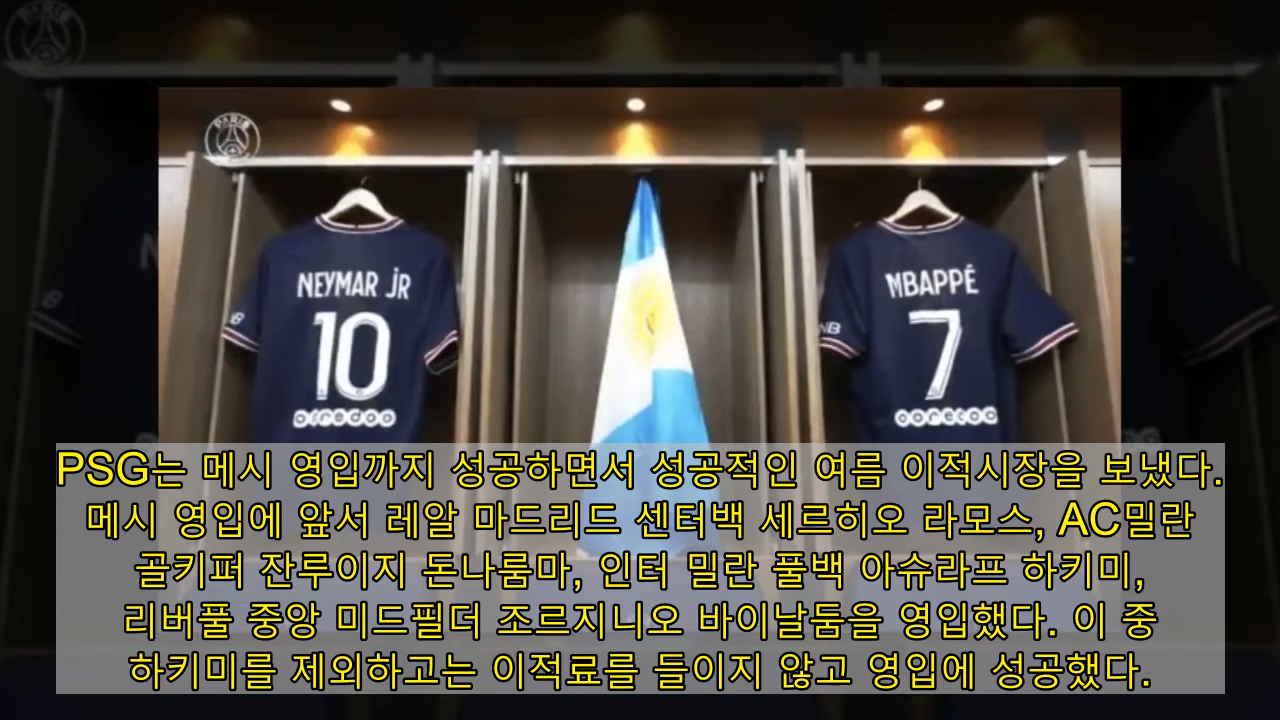 PARIS
NEYMAR JR
10
ooredoo
MBAPPÉ
7
ooredoo
PSG는 메시 영입까지 성공하면서 성공적인 여름 이적시장을 보냈다.
메시 영입에 앞서 레알 마드리드 센터백 세르히오 라모스, AC밀란
골키퍼 잔루이지 돈나룸마, 인터 밀란 풀백 아슈라프 하키미,
리버풀 중앙 미드필더 조르지니오 바이날둠을 영입했다. 이 중
하키미를 제외하고는 이적료를 들이지 않고 영입에 성공했다.